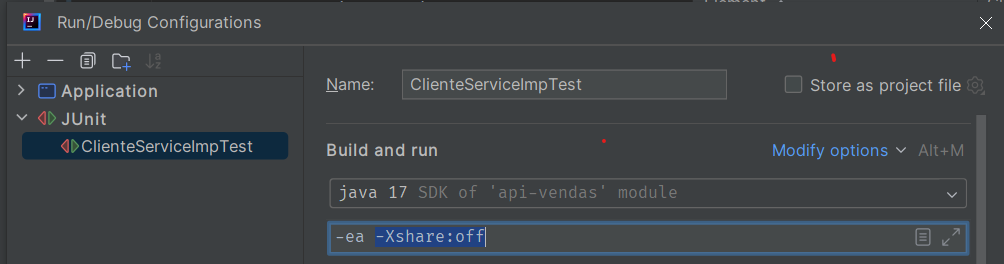 Run/Debug Configurations
Application
JUnit
ClienteServiceImpTest
Name: ClienteServiceImpTest Store as project file
Build and run Modify options Alt+M
java 17 SDK of 'api-vendas' module
-ea -Xshare:off